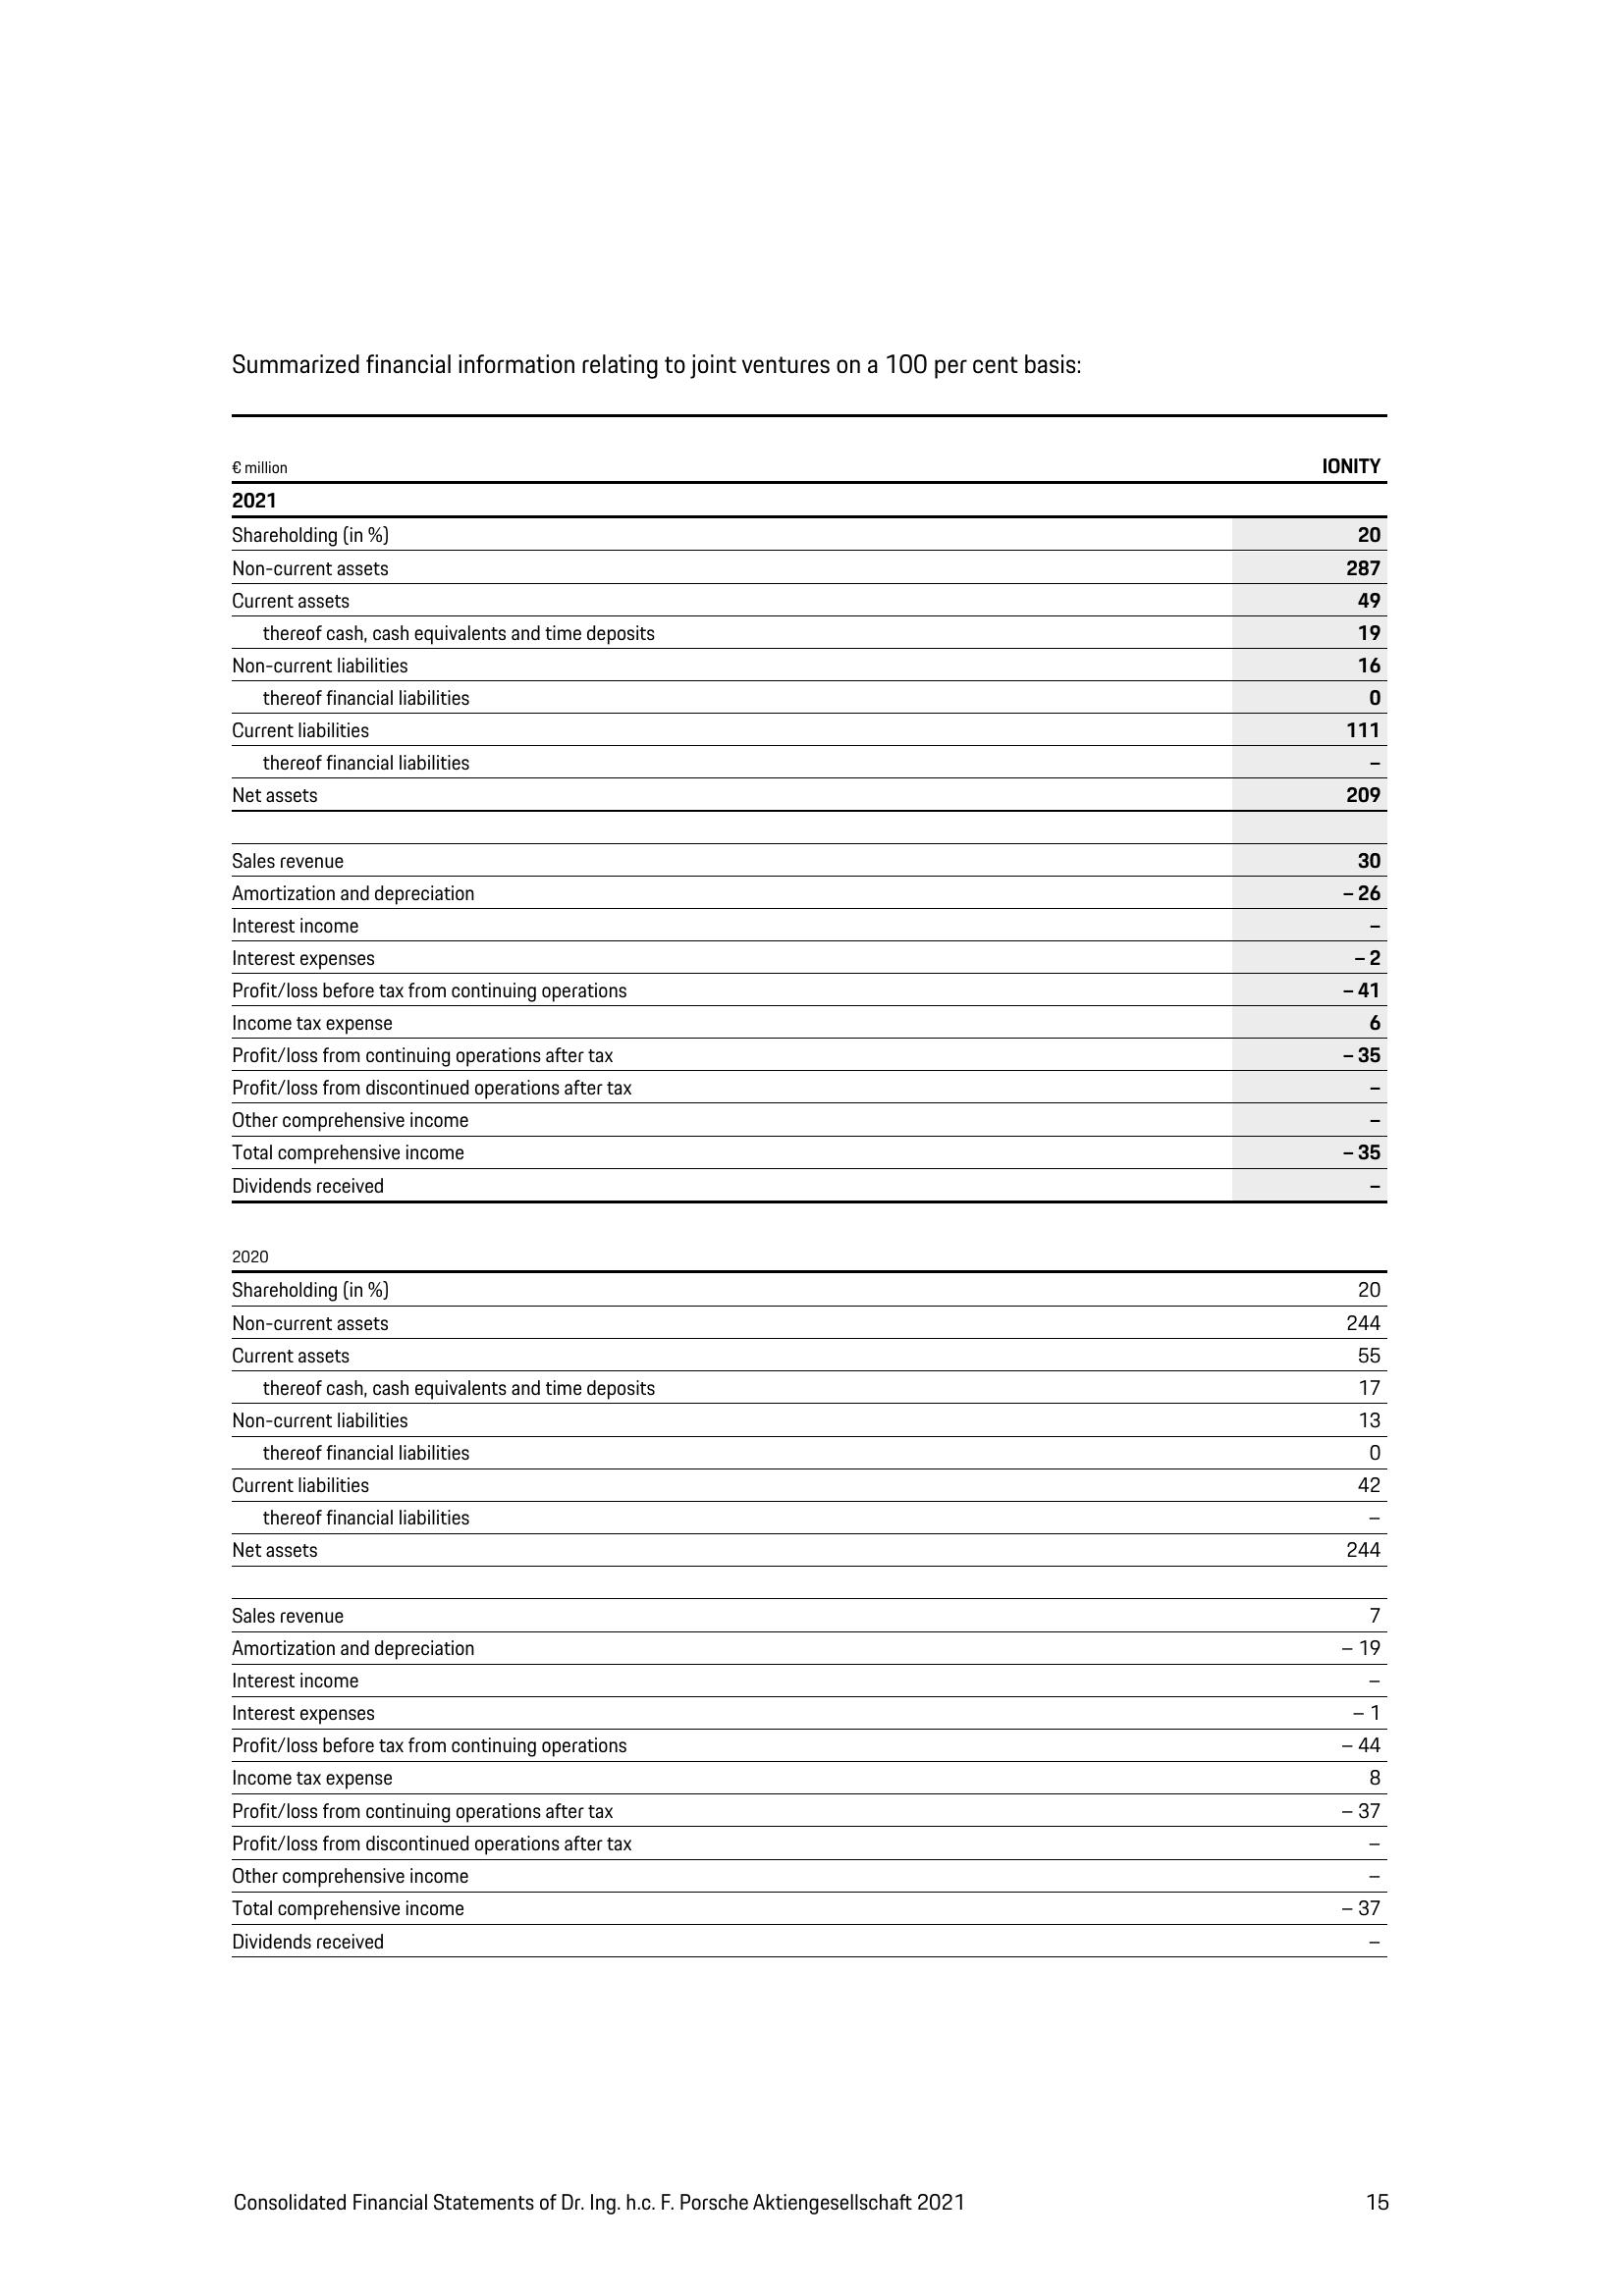 Summarized financial information relating to joint ventures on a 100 per cent basis:
€ million IONITY
2021
Shareholding (in %) 20
Non-current assets 287
Current assets 49
thereof cash, cash equivalents and time deposits 19
Non-current liabilities 16
thereof financial liabilities 0
Current liabilities 111
thereof financial liabilities –
Net assets 209
Sales revenue 30
Amortization and depreciation – 26
Interest income –
Interest expenses – 2
Profit/loss before tax from continuing operations – 41
Income tax expense 6
Profit/loss from continuing operations after tax – 35
Profit/loss from discontinued operations after tax –
Other comprehensive income –
Total comprehensive income – 35
Dividends received –
2020
Shareholding (in %) 20
Non-current assets 244
Current assets 55
thereof cash, cash equivalents and time deposits 17
Non-current liabilities 13
thereof financial liabilities 0
Current liabilities 42
thereof financial liabilities –
Net assets 244
Sales revenue 7
Amortization and depreciation – 19
Interest income –
Interest expenses – 1
Profit/loss before tax from continuing operations – 44
Income tax expense 8
Profit/loss from continuing operations after tax – 37
Profit/loss from discontinued operations after tax –
Other comprehensive income –
Total comprehensive income – 37
Dividends received –
Consolidated Financial Statements of Dr. Ing. h.c. F. Porsche Aktiengesellschaft 2021 15